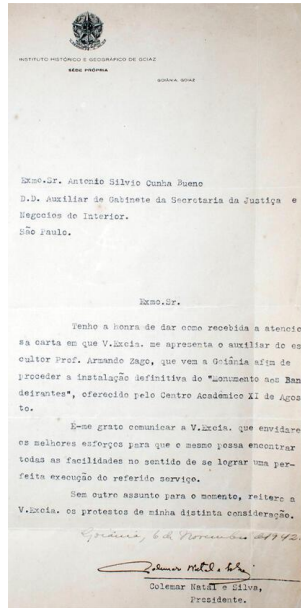 INSTITUTO HISTÓRICO E GEOGRÁFICO DE GOIAZ
SÉDE PRÓPRIA
GOIÂNIA, GOIAZ
Exmo.Sr. Antonio Silvio Cunha Bueno
D.D. Auxiliar de Gabinete da Secretaria da Justiça e
Negocios do Interior.
São Paulo.
Exmo.Sr.
Tenho a honra de dar como recebida a atencio
sa carta em que V.Excia. me apresenta o auxiliar do es
cultor Prof. Armando Zago, que vem a Goiânia afim de
proceder a instalação definitiva do "Monumento aos Ban
deirantes", oferecido pelo Centro Acadêmico XI de Agos
to.
E-me grato comunicar a V.Excia. que envidarei
os melhores esforços para que o mesmo possa encontrar
todas as facilidades no sentido de se lograr uma per-
feita execução do referido serviço.
Sem outro assunto para o momento, reitero a
V.Excia. os protestos de minha distinta consideração.
Goiânia, 6 de Novembro de 1942.
Colemar Natal e Silva
Colemar Natal e Silva,
Presidente.